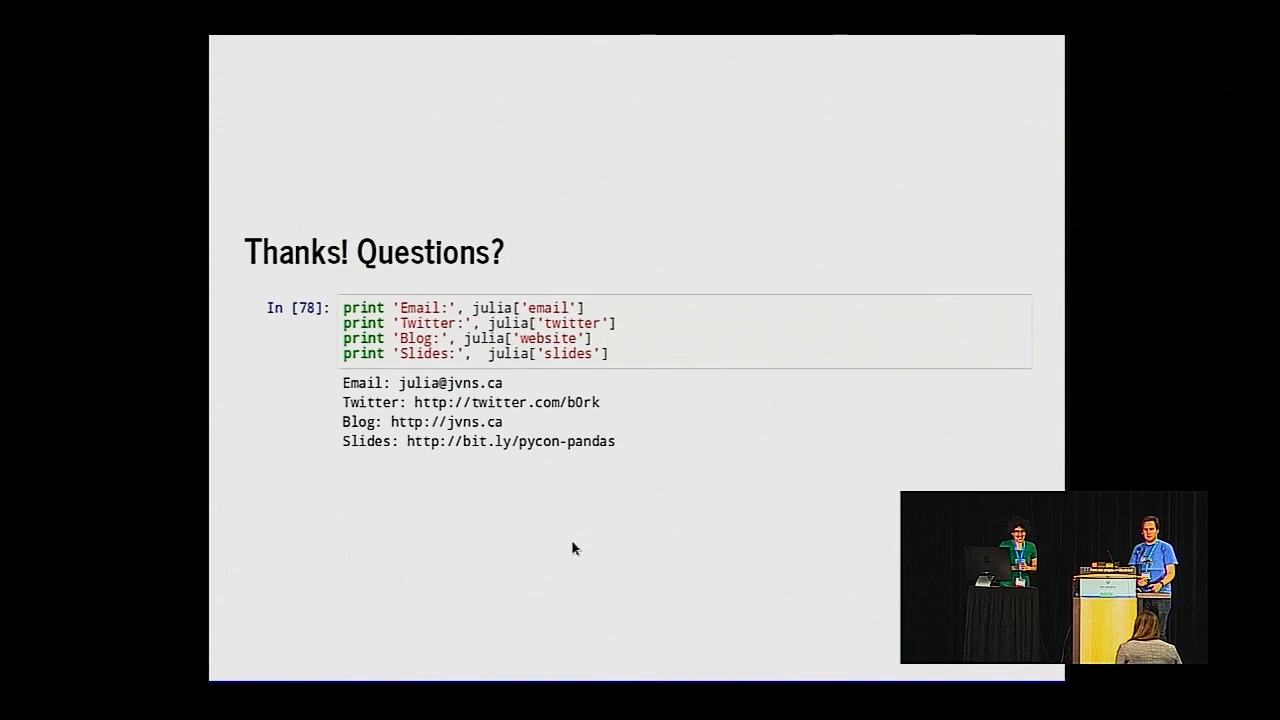 Thanks! Questions?
In [78]:
print 'Email:', julia['email']
print 'Twitter:', julia['twitter']
print 'Blog:', julia['website']
print 'Slides:',  julia['slides']
Email: julia@jvns.ca
Twitter: http://twitter.com/b0rk
Blog: http://jvns.ca
Slides: http://bit.ly/pycon-pandas